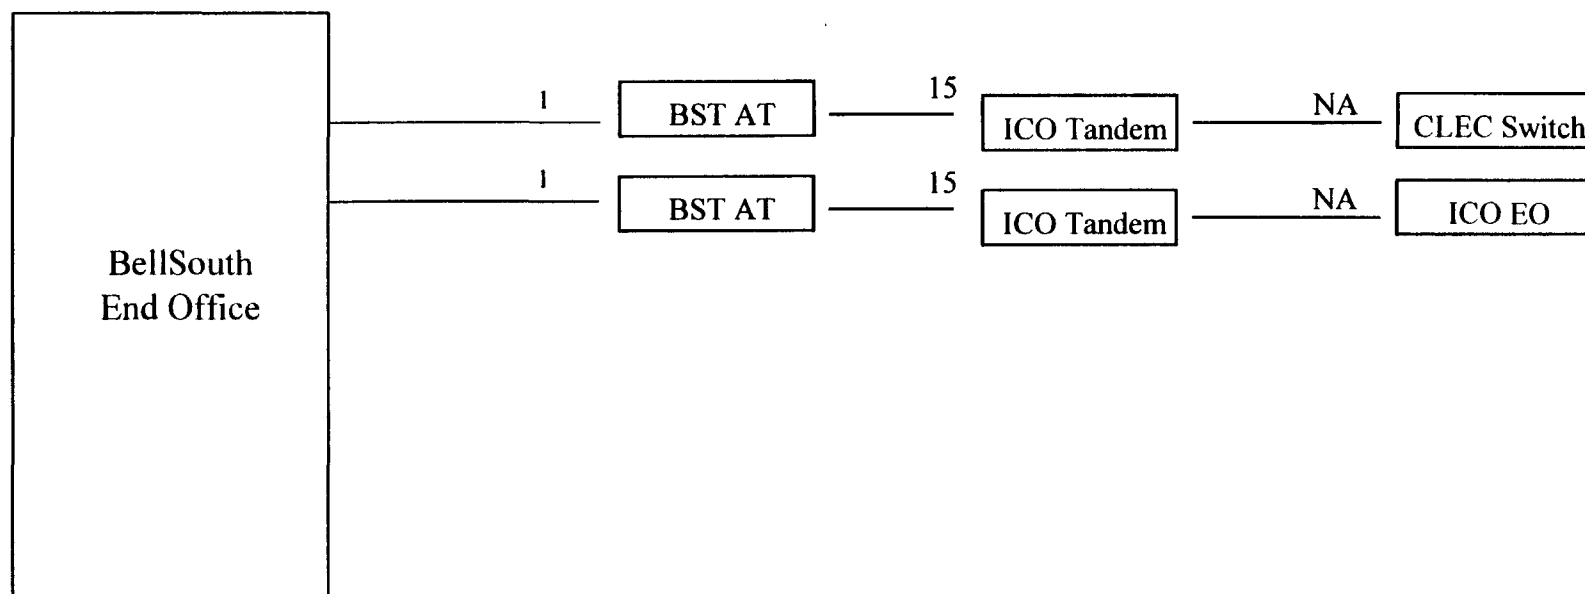 1
BST AT
15
ICO Tandem
NA
CLEC Switch
1
BST AT
15
ICO Tandem
NA
ICO EO
BellSouth
End Office